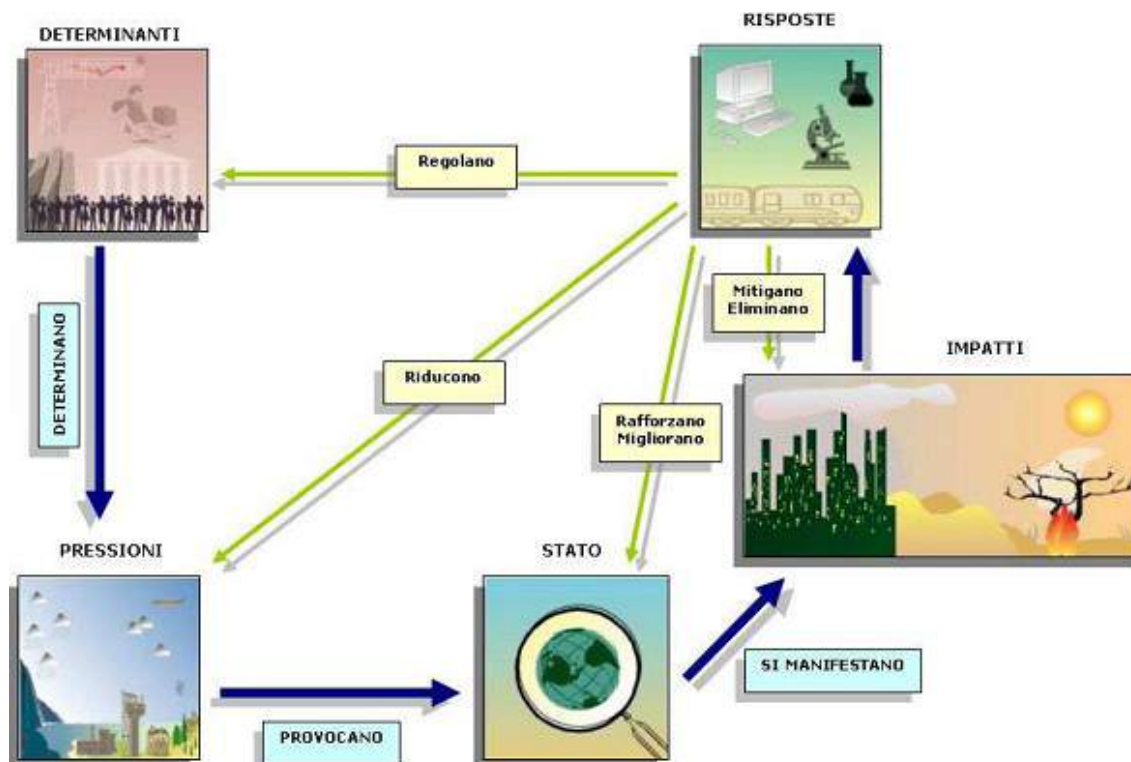 DETERMINANTI
RISPOSTE
Regolano
Mitigano
Eliminano
DETERMINANO
Riducono
IMPATTI
Rafforzano
Migliorano
PRESSIONI
STATO
SI MANIFESTANO
PROVOCANO